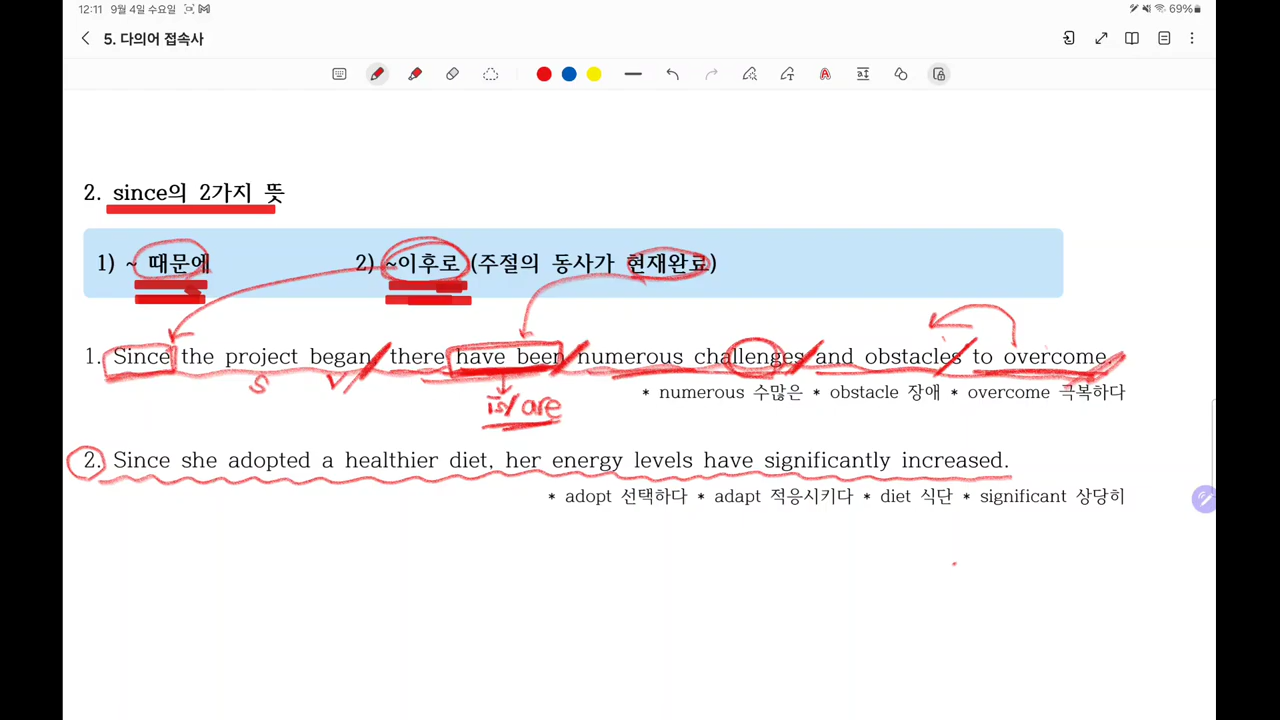 12:11 9월 4일 수요일 69%
5. 다의어 접속사
2. since의 2가지 뜻
1) ~ 때문에 2) ~이후로 (주절의 동사가 현재완료)
1. Since the project began, there have been numerous challenges and obstacles to overcome.
S V is/are
* numerous 수많은 * obstacle 장애 * overcome 극복하다
2. Since she adopted a healthier diet, her energy levels have significantly increased.
* adopt 선택하다 * adapt 적응시키다 * diet 식단 * significant 상당히